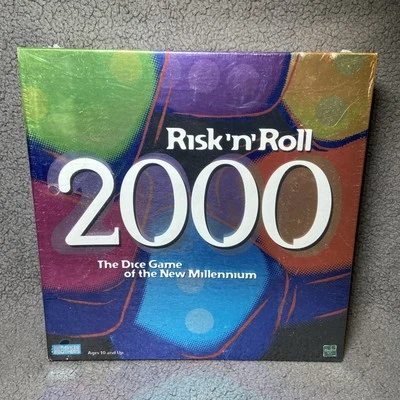 Risk 'n' Roll
2000
The Dice Game
of the New Millennium
Ages 10 and Up